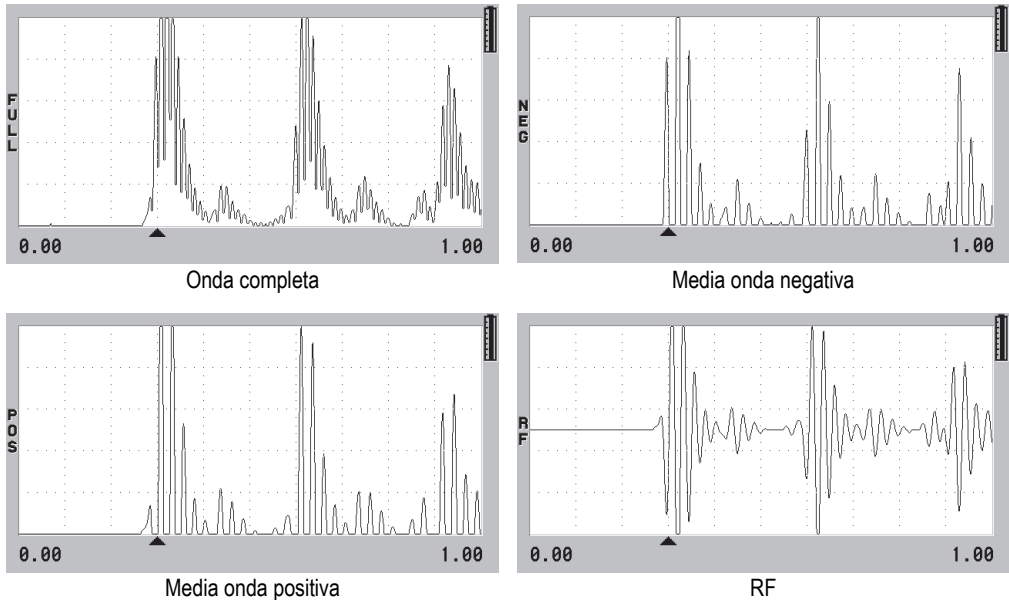 FULL
0.00 1.00
Onda completa
NEG
0.00 1.00
Media onda negativa
POS
0.00 1.00
Media onda positiva
RF
0.00 1.00
RF